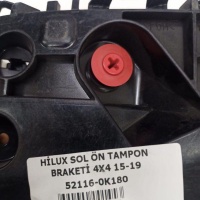 HİLUX SOL ÖN TAMPON
BRAKETİ 4X4 15-19
52116-0K180